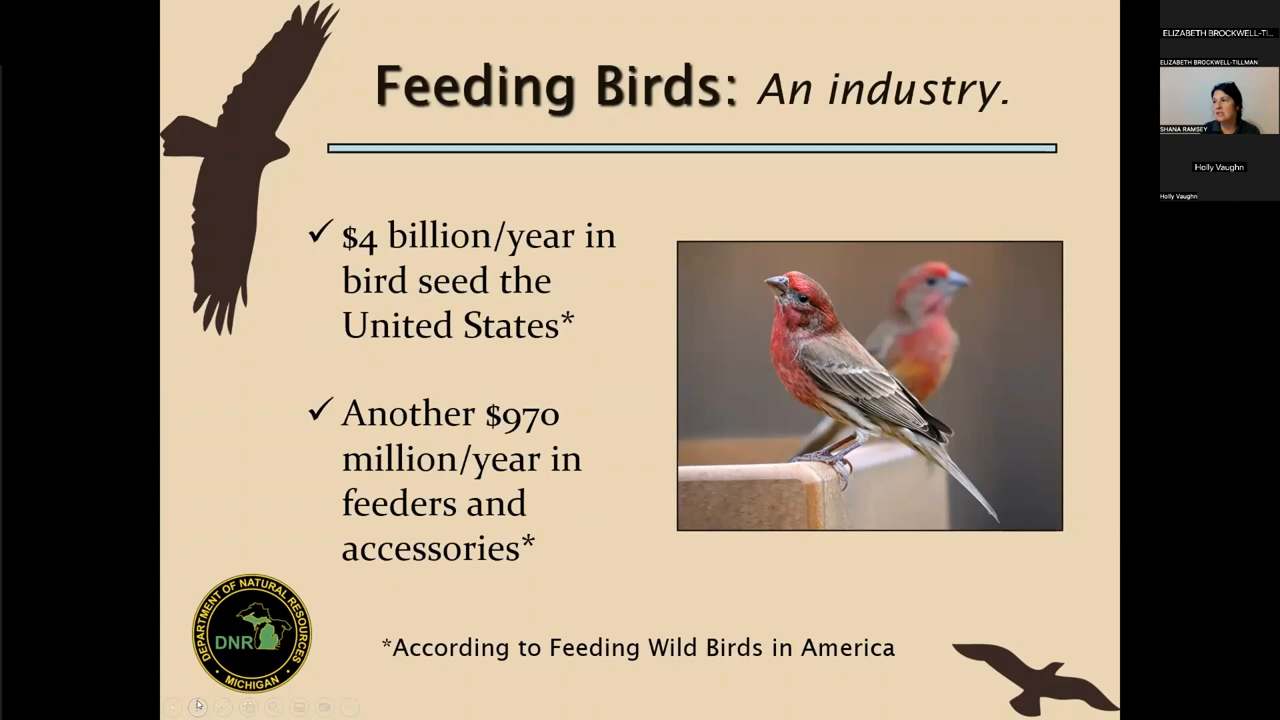 Feeding Birds: An industry.
✓ $4 billion/year in
bird seed the
United States*
✓ Another $970
million/year in
feeders and
accessories*
*According to Feeding Wild Birds in America
DEPARTMENT OF NATURAL RESOURCES
DNR
• MICHIGAN •
ELIZABETH BROCKWELL-TI...
ELIZABETH BROCKWELL-TILLMAN
SHANA RAMSEY
Holly Vaughn
Holly Vaughn